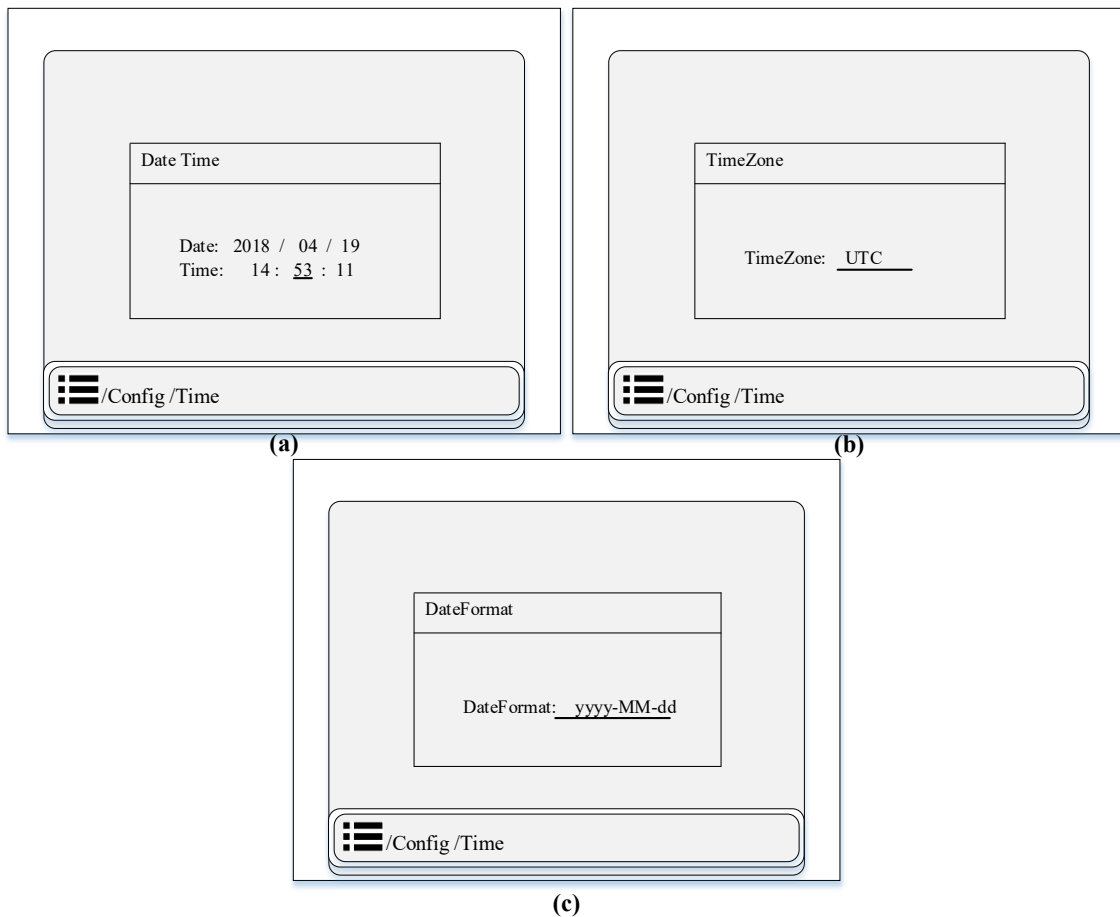 Date Time
Date: 2018 / 04 / 19
Time: 14 : 53 : 11
/Config /Time
(a)
TimeZone
TimeZone: UTC
/Config /Time
(b)
DateFormat
DateFormat: yyyy-MM-dd
/Config /Time
(c)